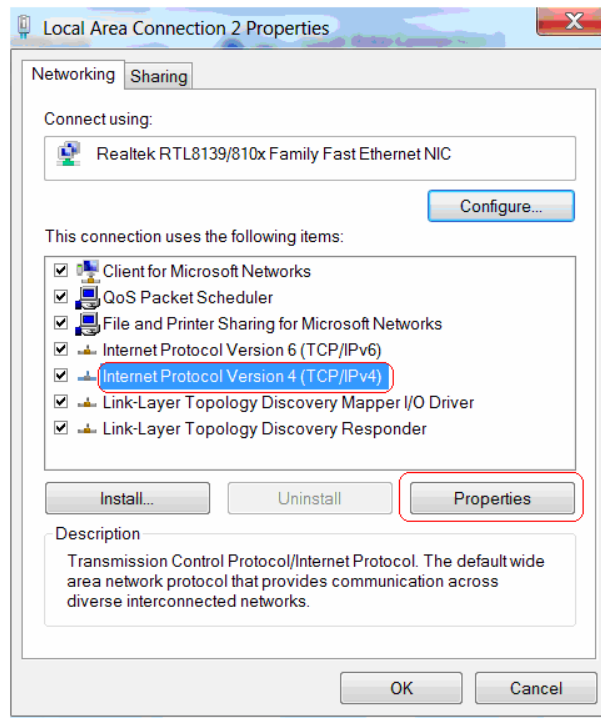 Local Area Connection 2 Properties
X
Networking Sharing
Connect using:
Realtek RTL8139/810x Family Fast Ethernet NIC
Configure...
This connection uses the following items:
Client for Microsoft Networks
QoS Packet Scheduler
File and Printer Sharing for Microsoft Networks
Internet Protocol Version 6 (TCP/IPv6)
Internet Protocol Version 4 (TCP/IPv4)
Link-Layer Topology Discovery Mapper I/O Driver
Link-Layer Topology Discovery Responder
Install... Uninstall Properties
Description
Transmission Control Protocol/Internet Protocol. The default wide
area network protocol that provides communication across
diverse interconnected networks.
OK Cancel